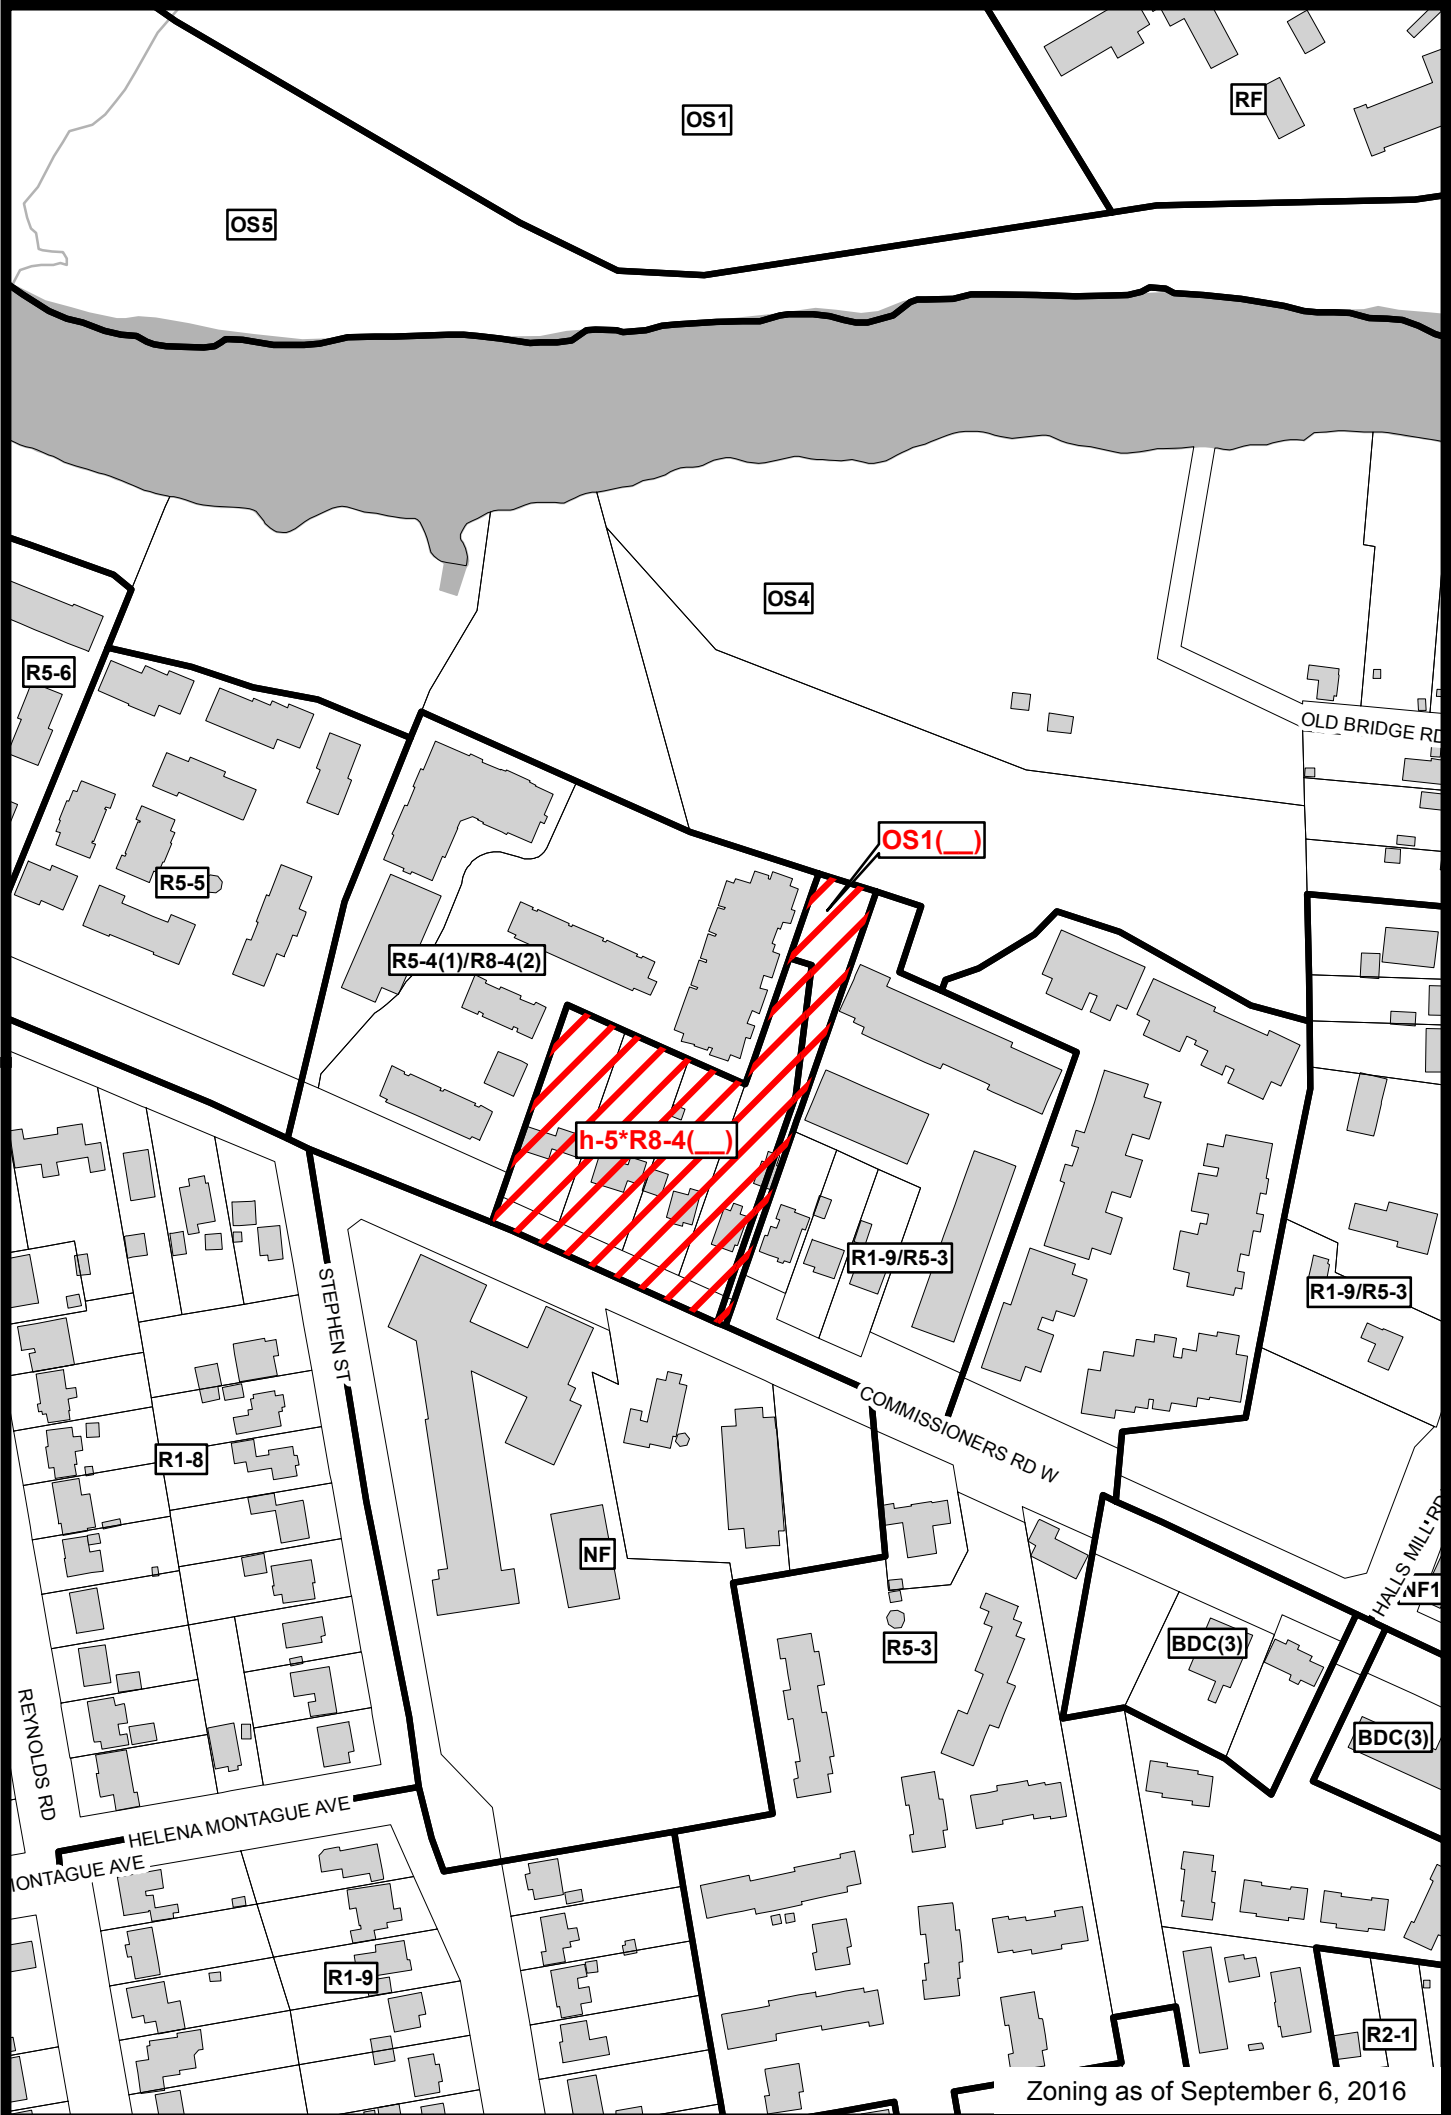 RF
OS1
OS5
OS4
R5-6
OLD BRIDGE RD
OS1(__)
R5-5
R5-4(1)/R8-4(2)
h-5*R8-4(__)
R1-9/R5-3
R1-9/R5-3
STEPHEN ST
COMMISSIONERS RD W
R1-8
NF
HALLS MILL RD
NF1
R5-3
BDC(3)
BDC(3)
REYNOLDS RD
HELENA MONTAGUE AVE
MONTAGUE AVE
R1-9
R2-1
Zoning as of September 6, 2016